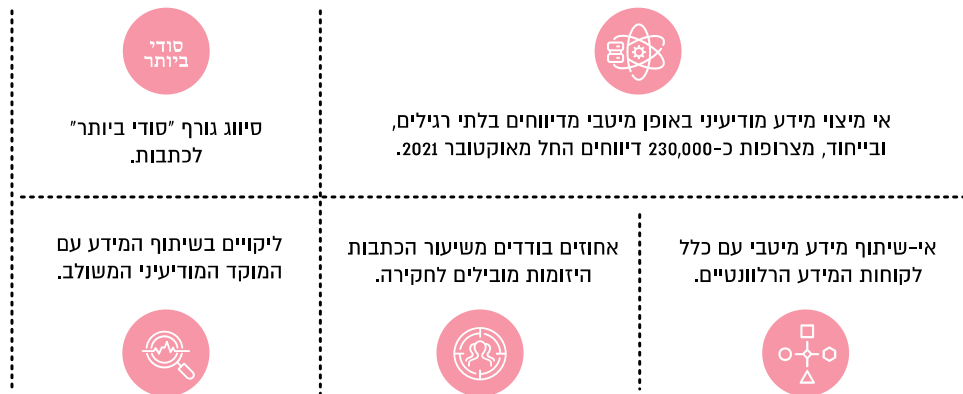 אי מיצוי מידע מודיעיני באופן מיטבי מדיווחים בלתי רגילים,
ובייחוד, מצרופות כ-230,000 דיווחים החל מאוקטובר 2021.
סודי
ביותר
סיווג גורף "סודי ביותר"
לכתבות.
אי-שיתוף מידע מיטבי עם כלל
לקוחות המידע הרלוונטיים.
אחוזים בודדים משיעור הכתבות
היזומות מובילים לחקירה.
ליקויים בשיתוף המידע עם
המוקד המודיעיני המשולב.